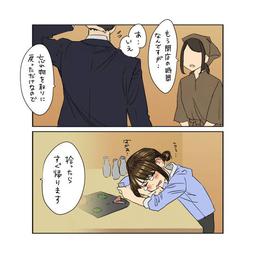 もう閉店の時間
なんですが…
あ…
いえ
忘れ物を取りに
戻っただけなので
拾ったら
すぐ帰ります